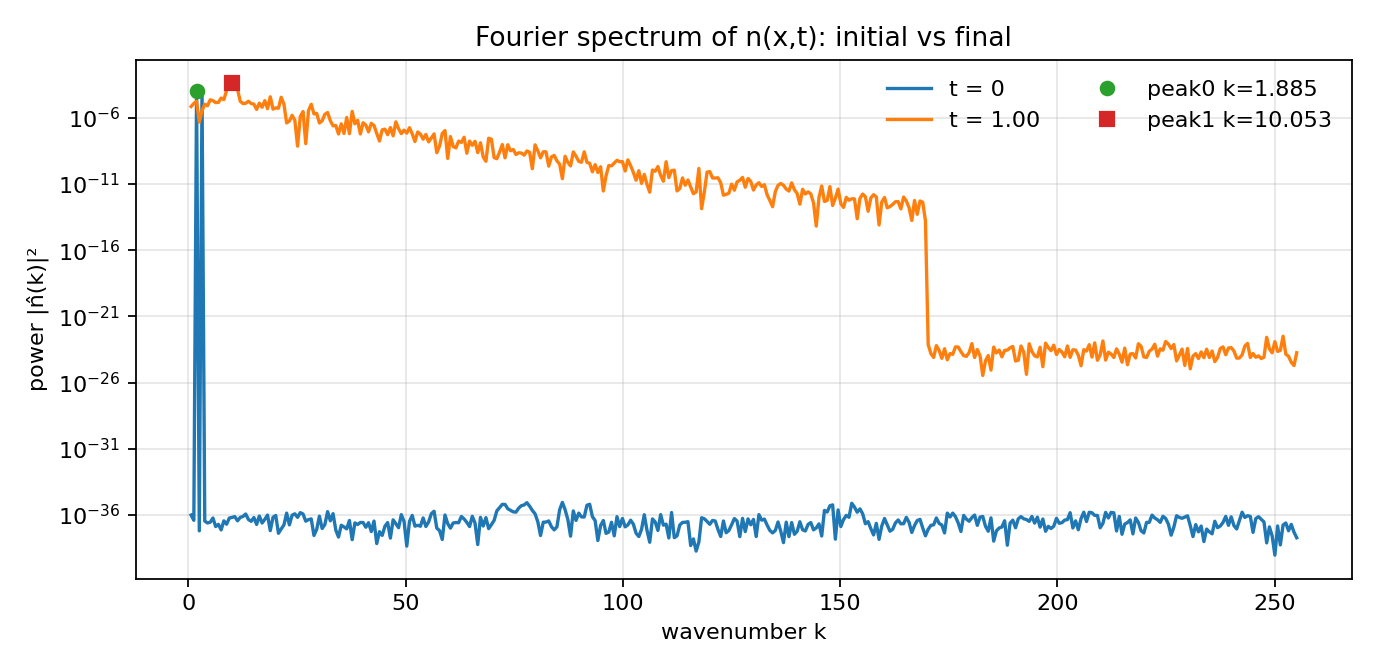 Fourier spectrum of n(x,t): initial vs final
t = 0
t = 1.00
peak0 k=1.885
peak1 k=10.053
power |n̂(k)|²
10⁻⁶
10⁻¹¹
10⁻¹⁶
10⁻²¹
10⁻²⁶
10⁻³¹
10⁻³⁶
0 50 100 150 200 250
wavenumber k